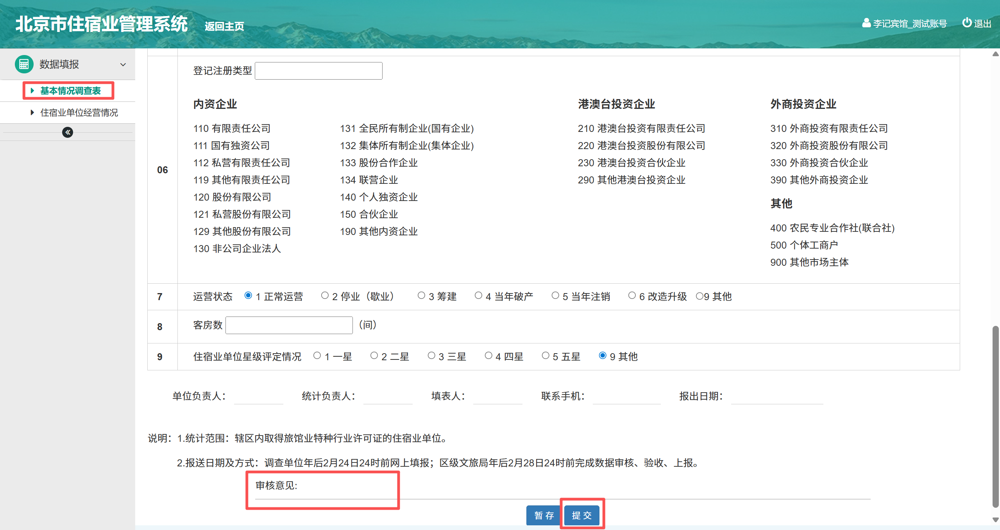 北京市住宿业管理系统 返回主页 李记宾馆_测试账号 退出
数据填报
基本情况调查表
住宿业单位经营情况
06
登记注册类型
内资企业
110 有限责任公司
111 国有独资公司
112 私营有限责任公司
119 其他有限责任公司
120 股份有限公司
121 私营股份有限公司
129 其他股份有限公司
130 非公司企业法人
131 全民所有制企业(国有企业)
132 集体所有制企业(集体企业)
133 股份合作企业
134 联营企业
140 个人独资企业
150 合伙企业
190 其他内资企业
港澳台投资企业
210 港澳台投资有限责任公司
220 港澳台投资股份有限公司
230 港澳台投资合伙企业
290 其他港澳台投资企业
外商投资企业
310 外商投资有限责任公司
320 外商投资股份有限公司
330 外商投资合伙企业
390 其他外商投资企业
其他
400 农民专业合作社(联合社)
500 个体工商户
900 其他市场主体
7 运营状态 1 正常运营 2 停业（歇业） 3 筹建 4 当年破产 5 当年注销 6 改造升级 9 其他
8 客房数 （间）
9 住宿业单位星级评定情况 1 一星 2 二星 3 三星 4 四星 5 五星 9 其他
单位负责人： 统计负责人： 填表人： 联系手机： 报出日期：
说明：1.统计范围：辖区内取得旅馆业特种行业许可证的住宿业单位。
2.报送日期及方式：调查单位年后2月24日24时前网上填报；区级文旅局年后2月28日24时前完成数据审核、验收、上报。
审核意见:
暂 存 提 交